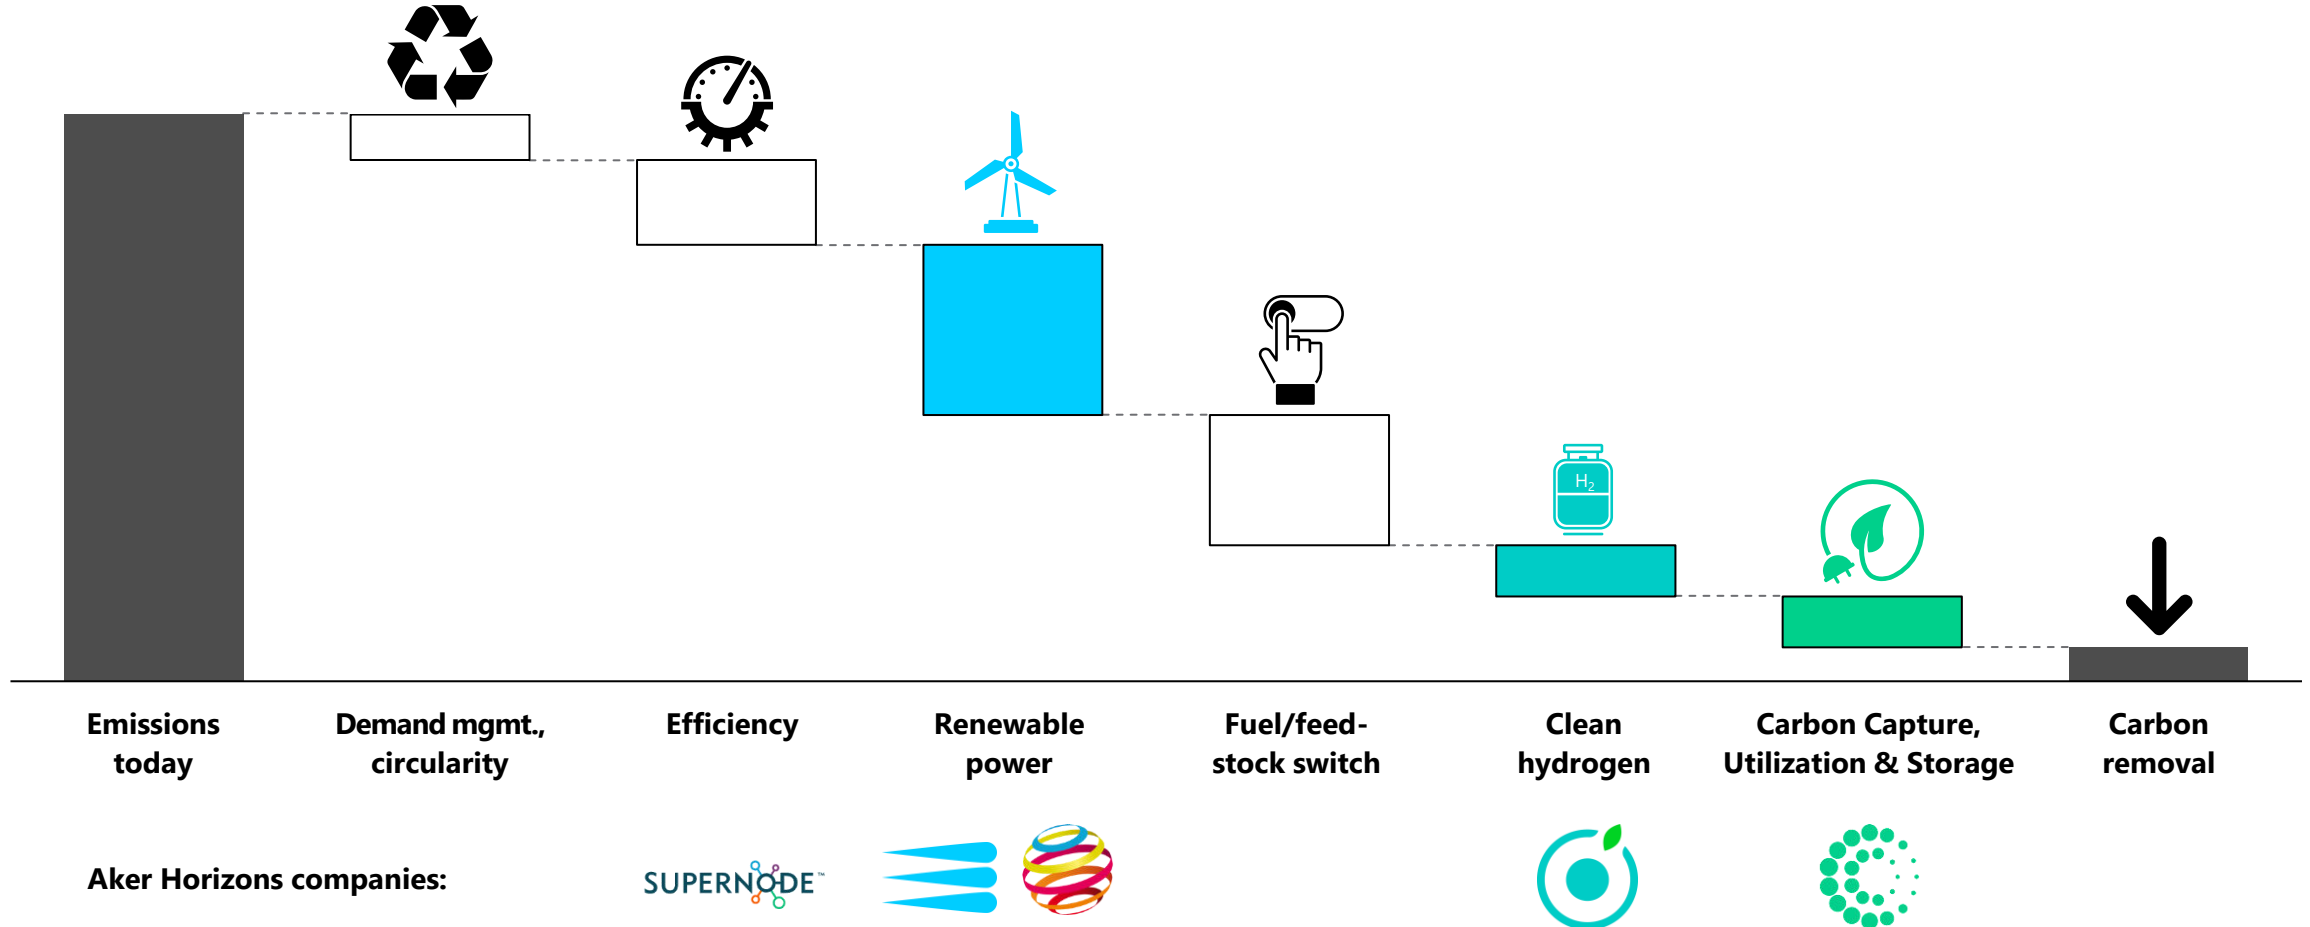 H2
Emissions
today
Demand mgmt.,
circularity
Efficiency
Renewable
power
Fuel/feed-
stock switch
Clean
hydrogen
Carbon Capture,
Utilization & Storage
Carbon
removal
Aker Horizons companies:
SUPERNODE™